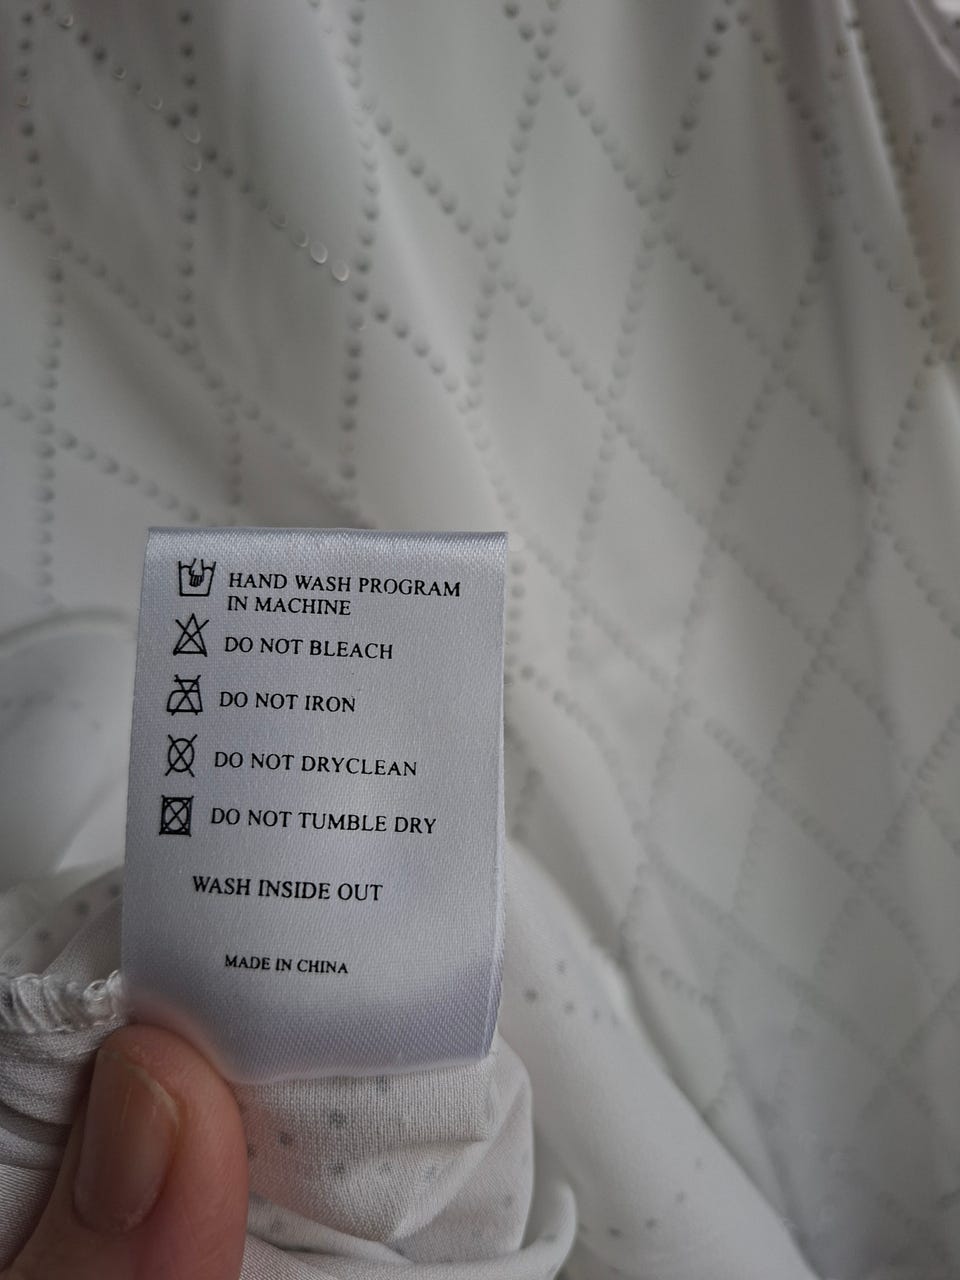 HAND WASH PROGRAM
IN MACHINE
DO NOT BLEACH
DO NOT IRON
DO NOT DRYCLEAN
DO NOT TUMBLE DRY
WASH INSIDE OUT
MADE IN CHINA